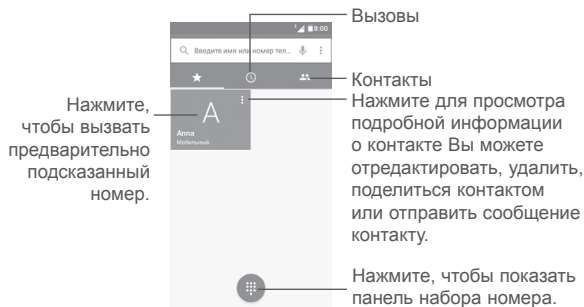 Вызовы
8:00
Введите имя или номер тел...
Контакты
Нажмите,
чтобы вызвать
предварительно
подсказанный
номер.
A
Anna
Мобильный
Нажмите для просмотра
подробной информации
о контакте Вы можете
отредактировать, удалить,
поделиться контактом
или отправить сообщение
контакту.
Нажмите, чтобы показать
панель набора номера.